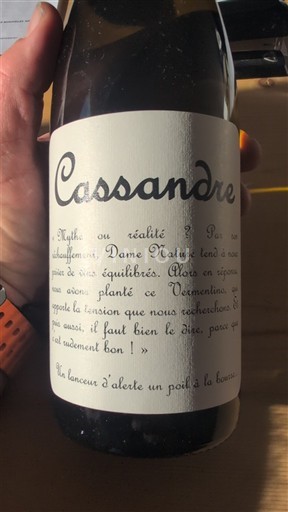 Cassandre
« Mythe ou réalité ? Par son
réchauffement, Dame Nature tend à nous
priver de vins équilibrés. Alors en réponse
nous avons planté ce Vermentino qui
apporte la tension que nous recherchons. Et
puis aussi, il faut bien le dire, parce que
c'est rudement bon ! »
Un lanceur d'alerte un poil à la